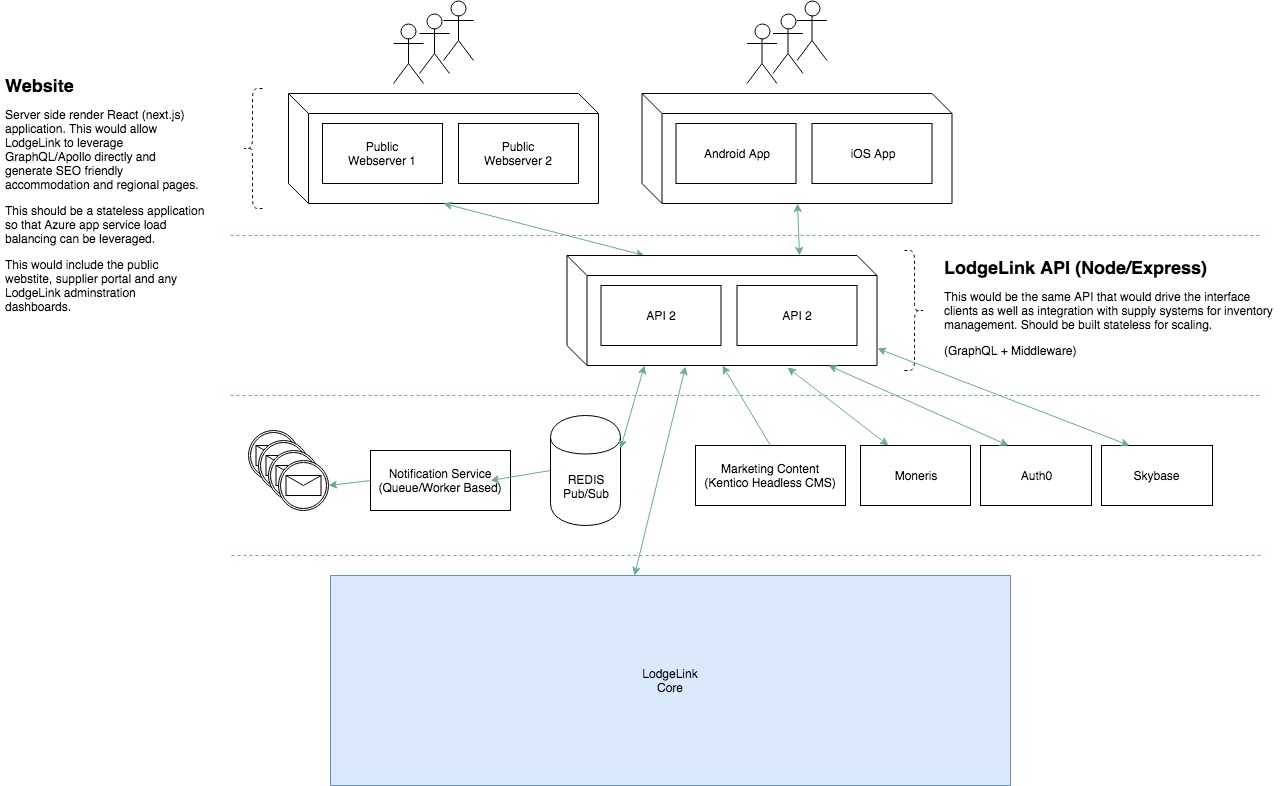 Website
Server side render React (next.js)
application. This would allow
LodgeLink to leverage
GraphQL/Apollo directly and
generate SEO friendly
accommodation and regional pages.
This should be a stateless application
so that Azure app service load
balancing can be leveraged.
This would include the public
webstite, supplier portal and any
LodgeLink adminstration
dashboards.
Public
Webserver 1
Public
Webserver 2
Android App
iOS App
API 2
API 2
LodgeLink API (Node/Express)
This would be the same API that would drive the interface
clients as well as integration with supply systems for inventory
management. Should be built stateless for scaling.
(GraphQL + Middleware)
Notification Service
(Queue/Worker Based)
REDIS
Pub/Sub
Marketing Content
(Kentico Headless CMS)
Moneris
Auth0
Skybase
LodgeLink
Core